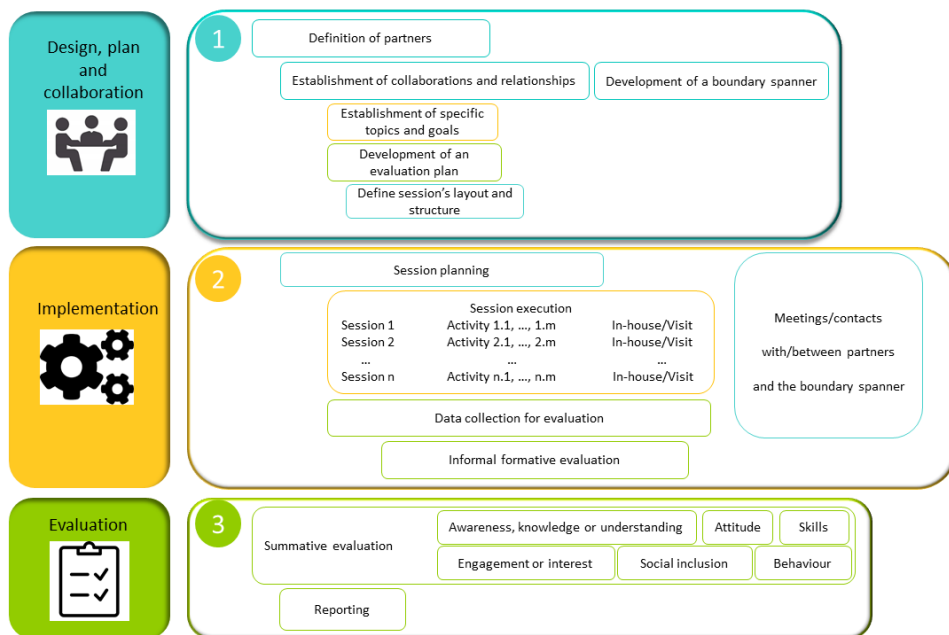 Design, plan
and
collaboration
1
Definition of partners
Establishment of collaborations and relationships
Development of a boundary spanner
Establishment of specific
topics and goals
Development of an
evaluation plan
Define session's layout and
structure
Implementation
2
Session planning
Session execution
Session 1 Activity 1.1, ..., 1.m In-house/Visit
Session 2 Activity 2.1, ..., 2.m In-house/Visit
... ... ...
Session n Activity n.1, ..., n.m In-house/Visit
Data collection for evaluation
Informal formative evaluation
Meetings/contacts
with/between partners
and the boundary spanner
Evaluation
3
Summative evaluation
Awareness, knowledge or understanding
Attitude
Skills
Engagement or interest
Social inclusion
Behaviour
Reporting